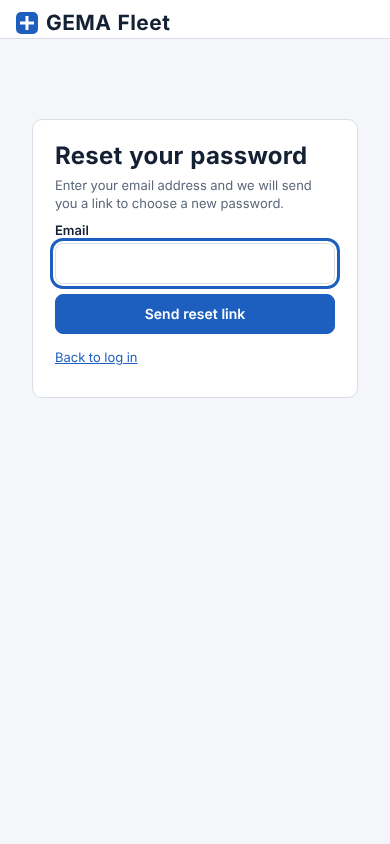 GEMA Fleet
Reset your password
Enter your email address and we will send
you a link to choose a new password.
Email
Send reset link
Back to log in